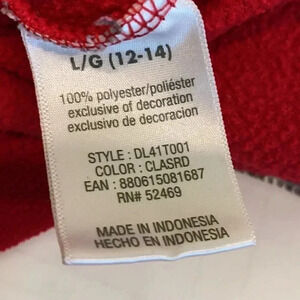 L/G (12-14)
100% polyester/poliéster
exclusive of decoration
exclusivo de decoracion
STYLE : DL41T001
COLOR : CLASRD
EAN : 880615081687
RN# 52469
MADE IN INDONESIA
HECHO EN INDONESIA